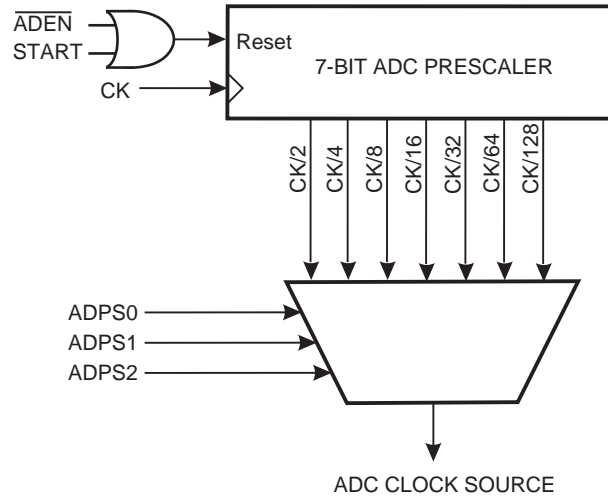 ADEN
START
Reset
7-BIT ADC PRESCALER
CK
CK/2
CK/4
CK/8
CK/16
CK/32
CK/64
CK/128
ADPS0
ADPS1
ADPS2
ADC CLOCK SOURCE